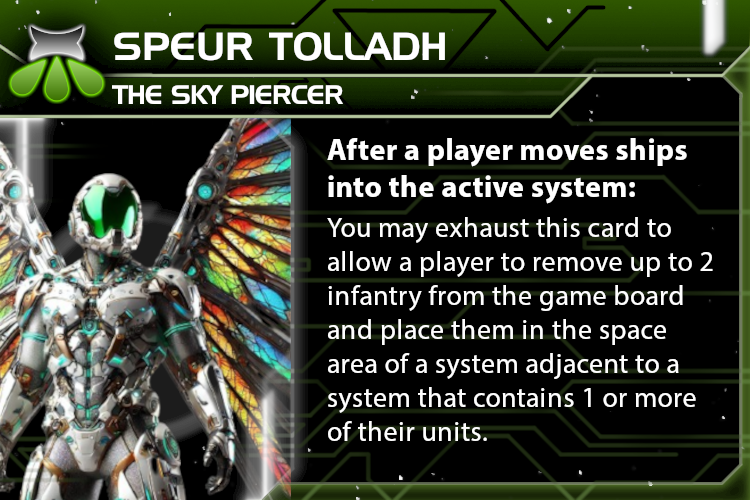 SPEUR TOLLADH
THE SKY PIERCER
After a player moves ships
into the active system:
You may exhaust this card to
allow a player to remove up to 2
infantry from the game board
and place them in the space
area of a system adjacent to a
system that contains 1 or more
of their units.